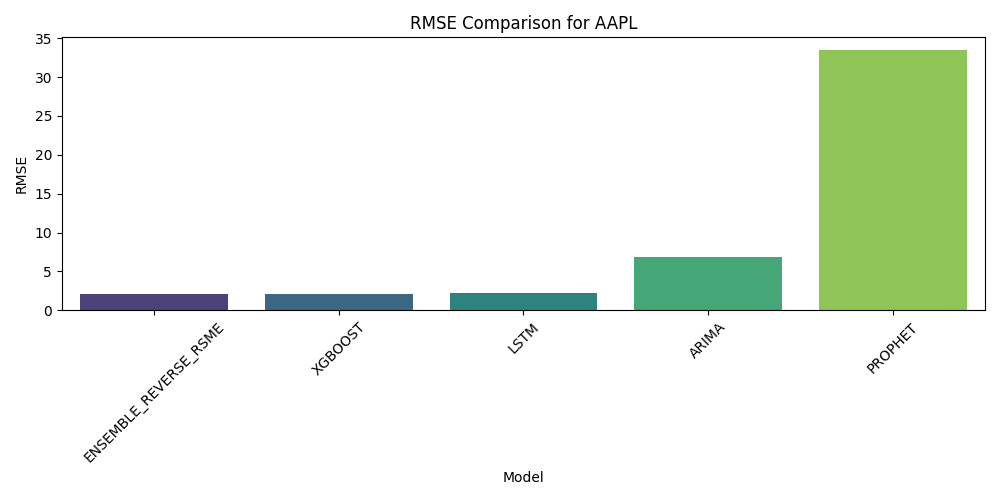 RMSE Comparison for AAPL
35
30
25
20
15
10
5
0
RMSE
ENSEMBLE_REVERSE_RSME
XGBOOST
LSTM
ARIMA
PROPHET
Model